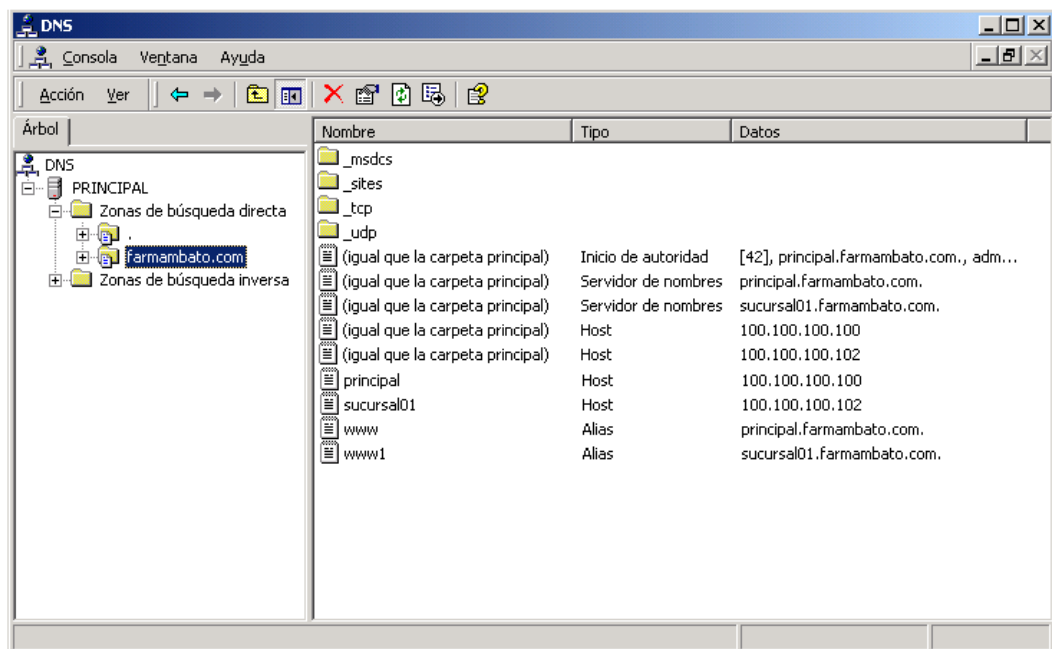 DNS
Consola Ventana Ayuda
Acción Ver
Árbol
DNS
PRINCIPAL
Zonas de búsqueda directa
.
farmambato.com
Zonas de búsqueda inversa
Nombre Tipo Datos
_msdcs
_sites
_tcp
_udp
(igual que la carpeta principal) Inicio de autoridad [42], principal.farmambato.com., adm...
(igual que la carpeta principal) Servidor de nombres principal.farmambato.com.
(igual que la carpeta principal) Servidor de nombres sucursal01.farmambato.com.
(igual que la carpeta principal) Host 100.100.100.100
(igual que la carpeta principal) Host 100.100.100.102
principal Host 100.100.100.100
sucursal01 Host 100.100.100.102
www Alias principal.farmambato.com.
www1 Alias sucursal01.farmambato.com.